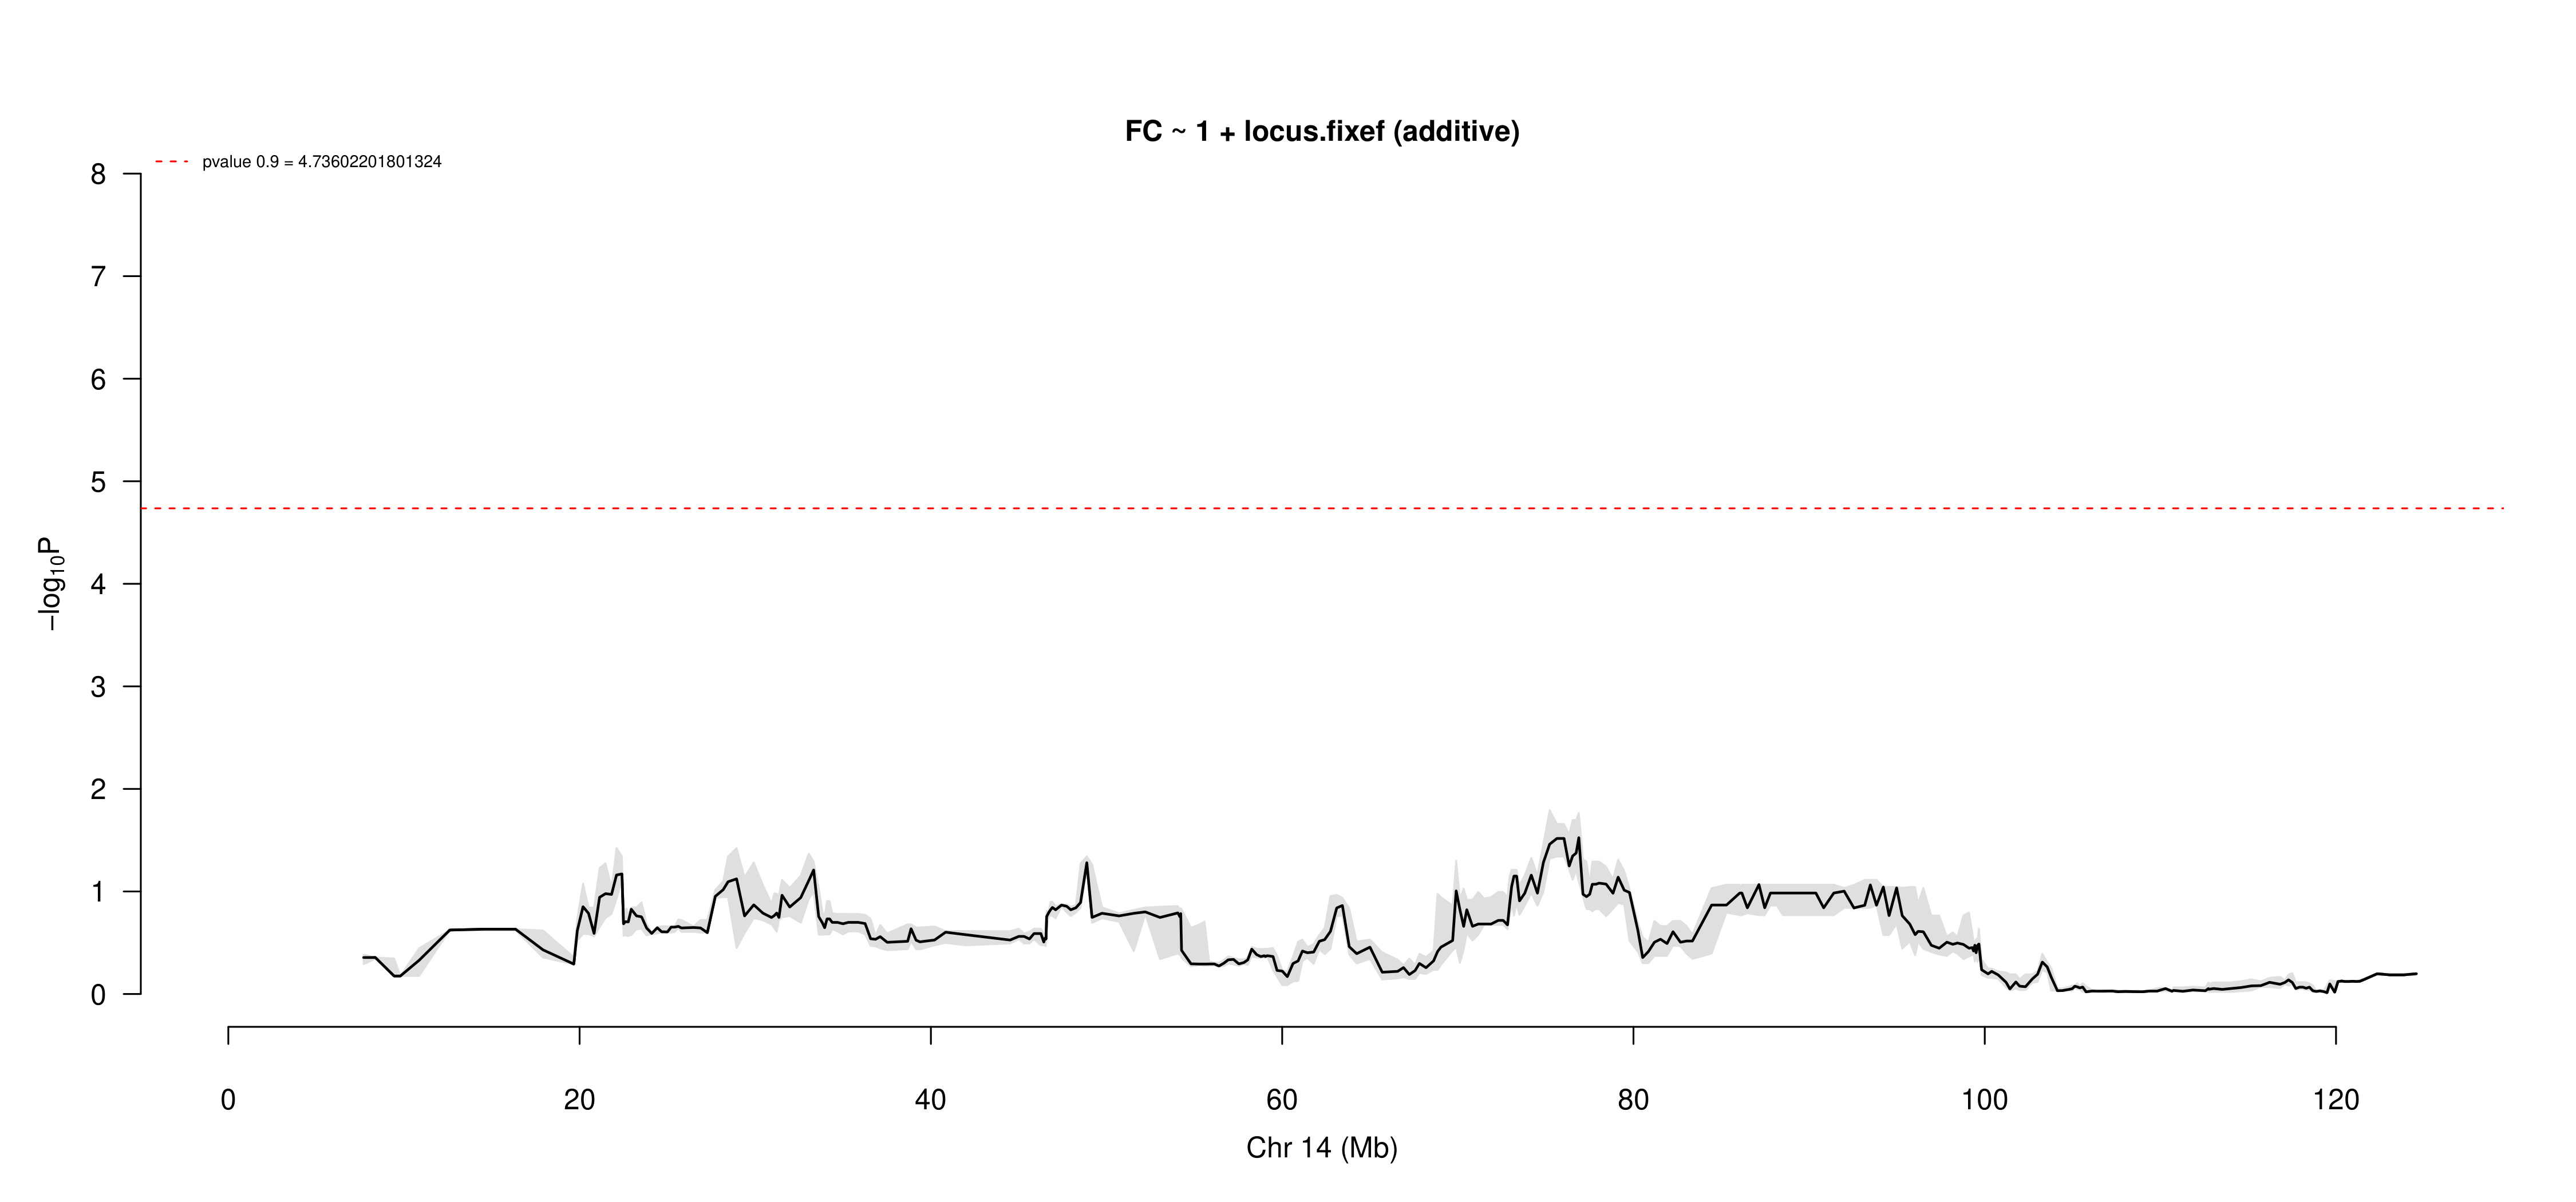 FC ~ 1 + locus.fixef (additive)
pvalue 0.9 = 4.73602201801324
8
7
6
5
4
3
2
1
0
−log10P
0 20 40 60 80 100 120
Chr 14 (Mb)